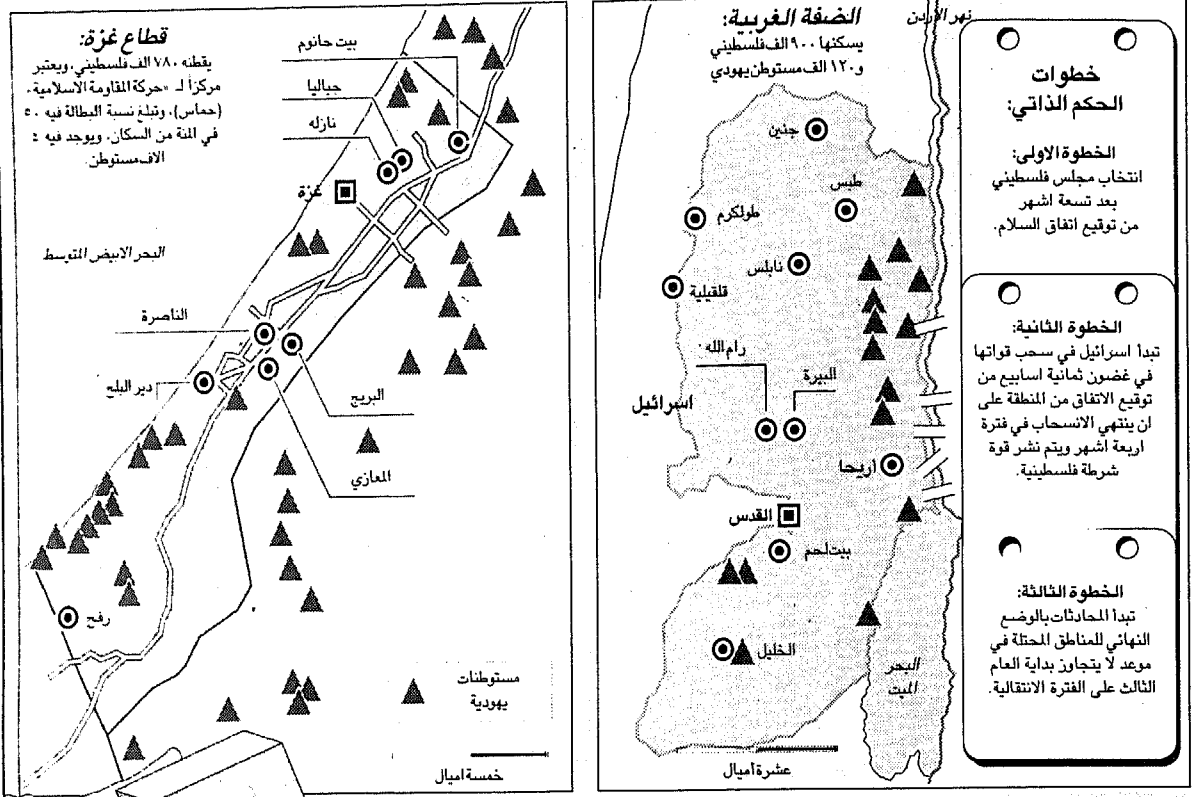 خطوات
الحكم الذاتي:
الخطوة الاولى:
انتخاب مجلس فلسطيني
بعد تسعة اشهر
من توقيع اتفاق السلام.
الخطوة الثانية:
تبدأ اسرائيل في سحب قواتها
في غضون ثمانية اسابيع من
توقيع الاتفاق من المنطقة على
ان ينتهي الانسحاب في فترة
اربعة اشهر ويتم نشر قوة
شرطة فلسطينية.
الخطوة الثالثة:
تبدأ المحادثات بالوضع
النهائي للمناطق المحتلة في
موعد لا يتجاوز بداية العام
الثالث على الفترة الانتقالية.
الضفة الغربية:
يسكنها ٩٠٠ الف فلسطيني
و١٢٠ الف مستوطن يهودي
نهر الأردن
جنين
طبس
طولكرم
نابلس
قلقيلية
رام الله
البيرة
اسرائيل
اريحا
القدس
بيت لحم
الخليل
البحر
الميت
عشرة اميال
قطاع غزة:
يقطنه ٧٨٠ الف فلسطيني، ويعتبر
مركزاً لـ «حركة المقاومة الاسلامية»
(حماس)، وتبلغ نسبة البطالة فيه ٥٠
في المئة من السكان، ويوجد فيه ٤
الاف مستوطن.
بيت حانوم
جباليا
نازله
غزة
البحر الابيض المتوسط
الناصرة
دير البلح
البريج
المعازي
رفح
مستوطنات
يهودية
خمسة اميال